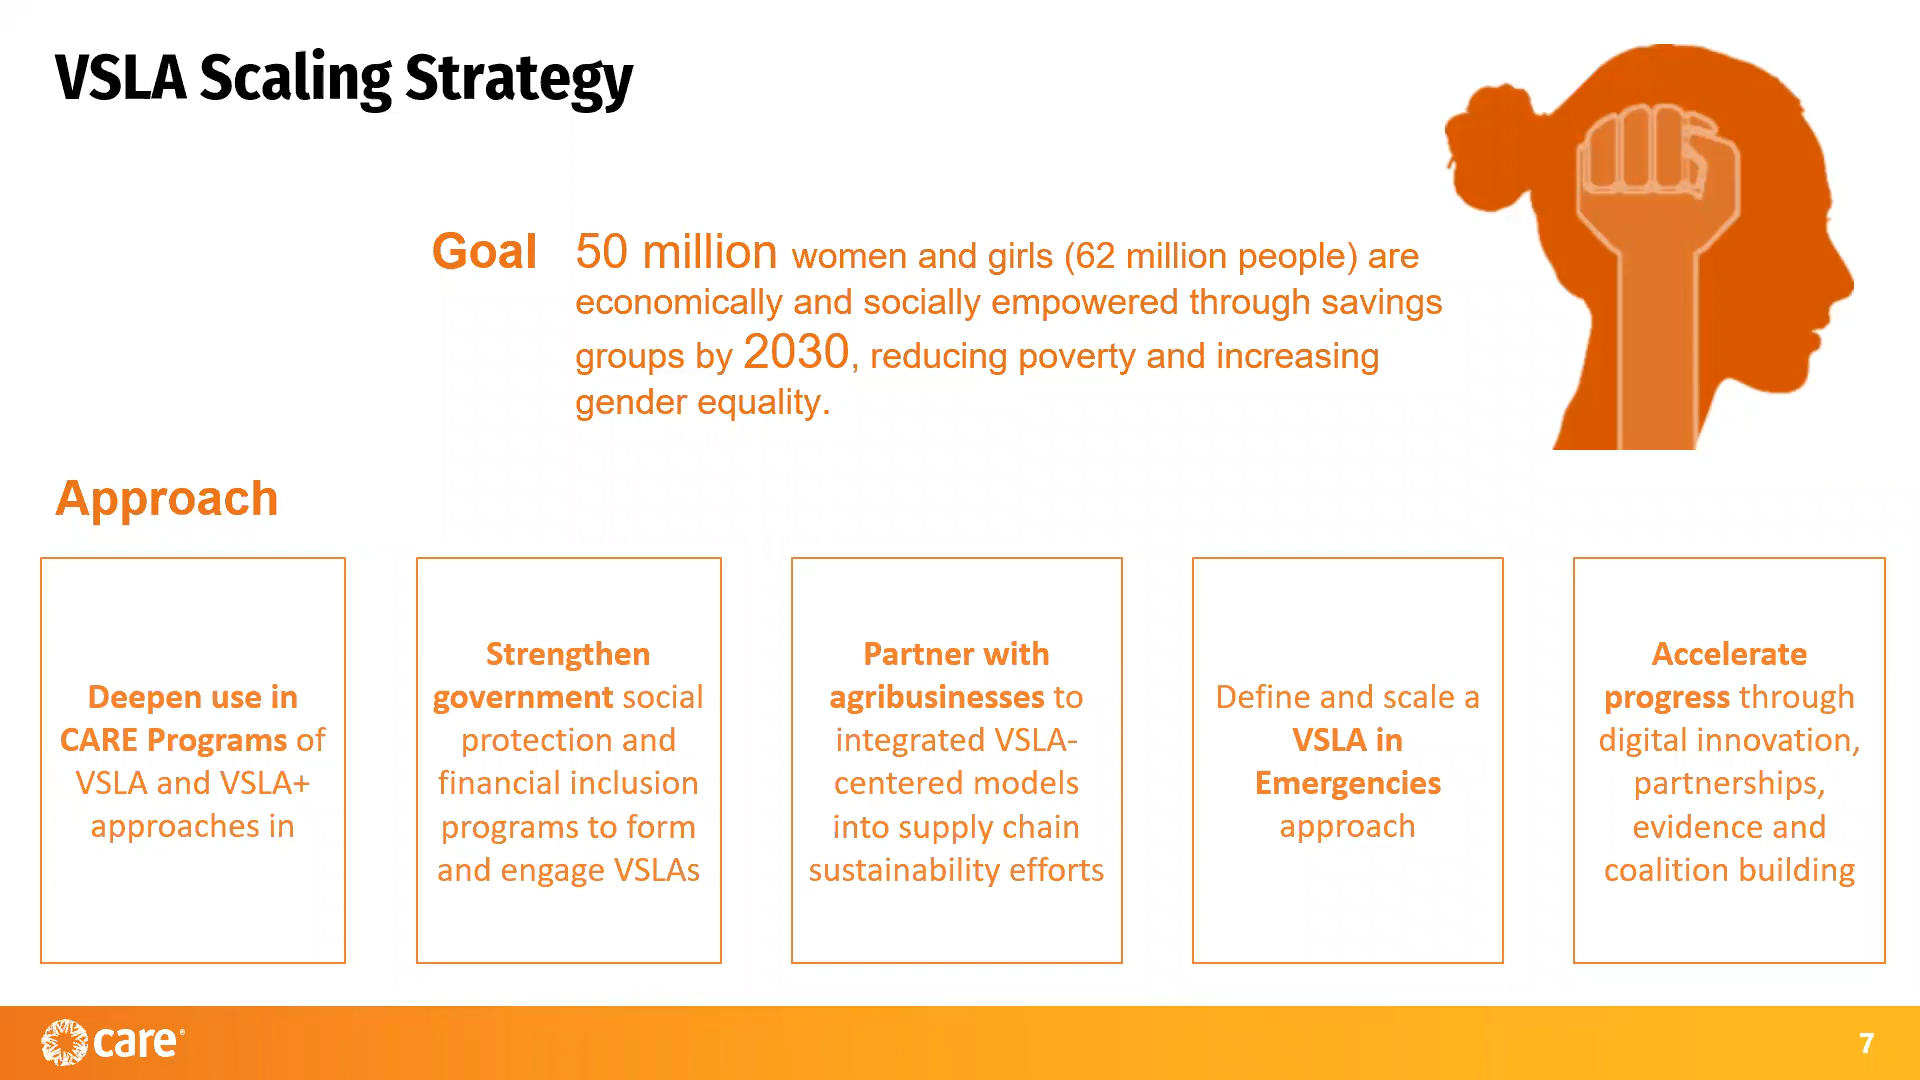 VSLA Scaling Strategy
Goal 50 million women and girls (62 million people) are
economically and socially empowered through savings
groups by 2030, reducing poverty and increasing
gender equality.
Approach
Deepen use in
CARE Programs of
VSLA and VSLA+
approaches in
Strengthen
government social
protection and
financial inclusion
programs to form
and engage VSLAs
Partner with
agribusinesses to
integrated VSLA-
centered models
into supply chain
sustainability efforts
Define and scale a
VSLA in
Emergencies
approach
Accelerate
progress through
digital innovation,
partnerships,
evidence and
coalition building
care®
7